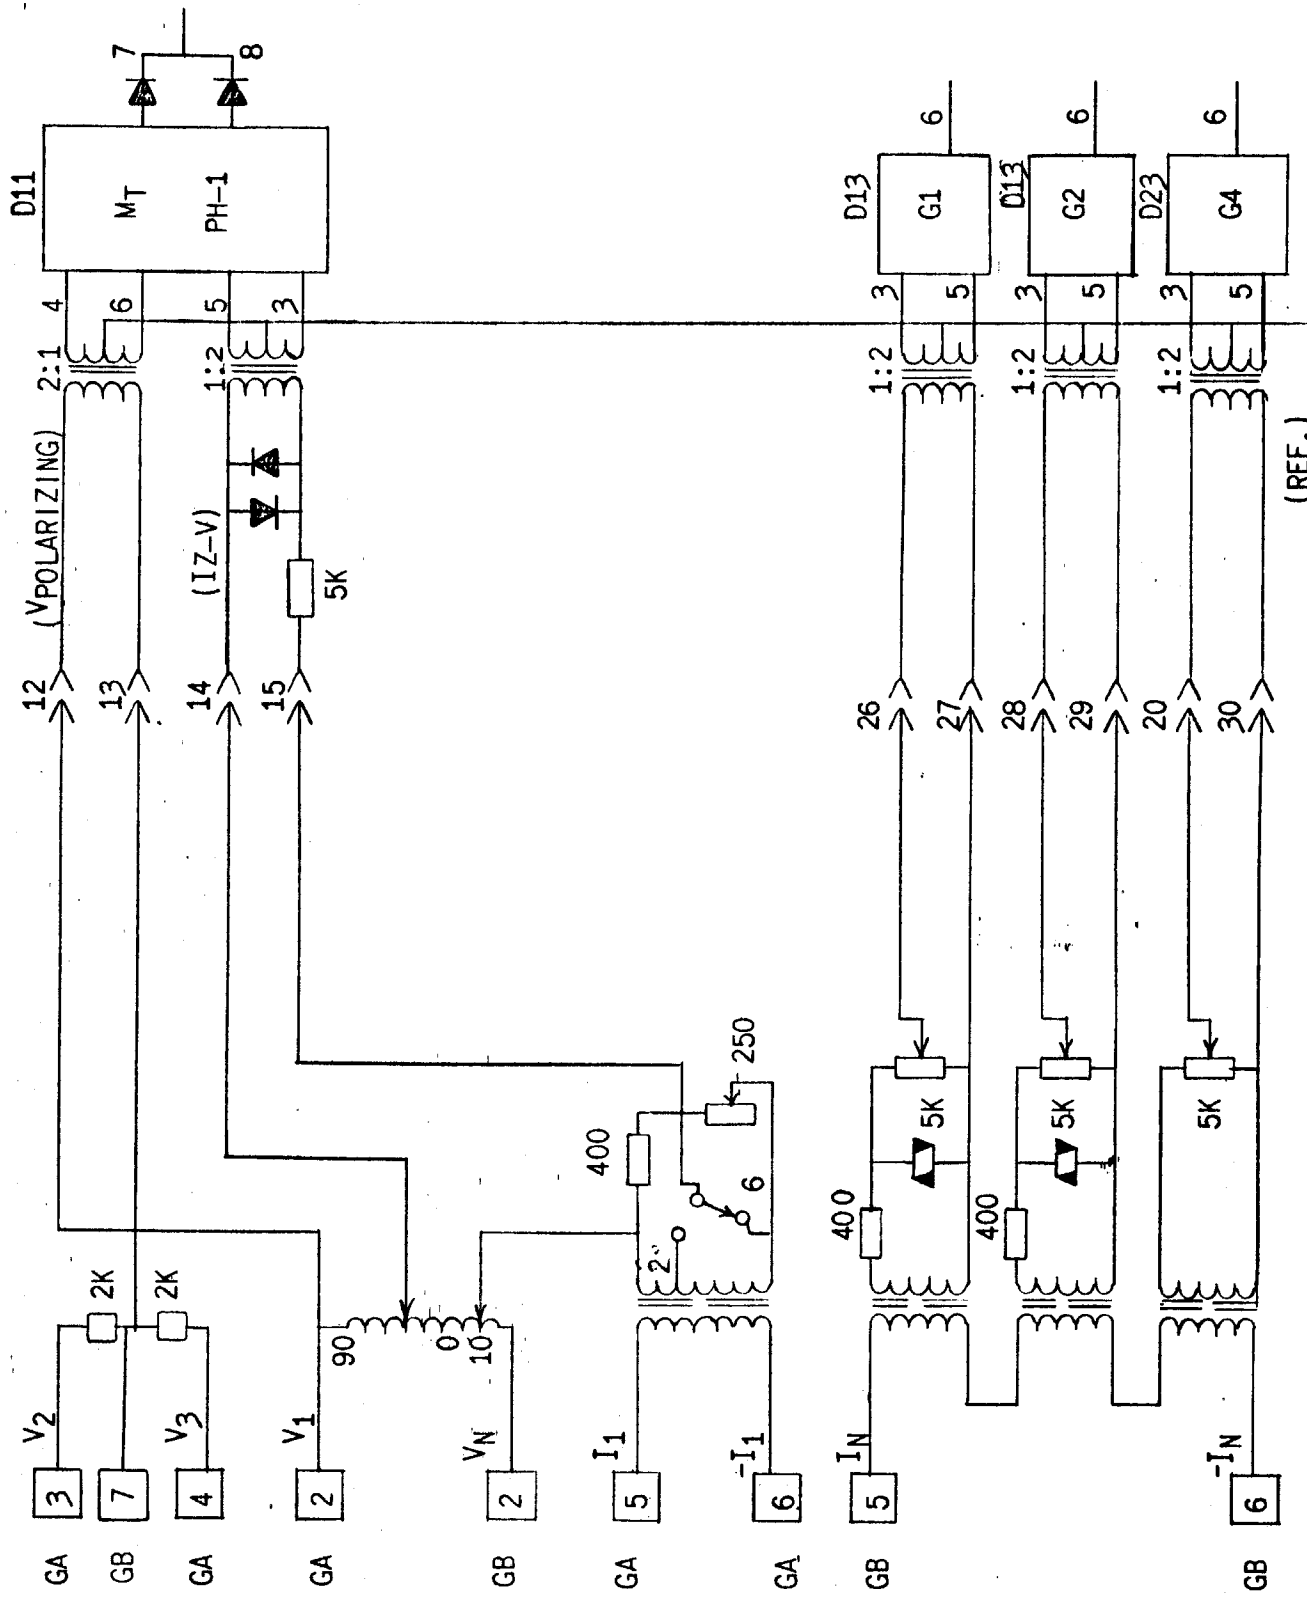 D11
MT
PH-1
7
8
4
6
5
3
2:1
1:2
(VPOLARIZING)
(IZ-V)
5K
12
13
14
15
D13
G1
6
D13
G2
6
D23
G4
6
3
5
3
5
3
5
1:2
1:2
1:2
(REF.)
26
27
28
29
20
30
250
400
6
2
5K
5K
5K
400
400
2K
2K
90
0
10
V2
V3
V1
VN
I1
-I1
IN
-IN
3
7
4
2
2
5
6
5
6
GA
GB
GA
GA
GB
GA
GA
GB
GB